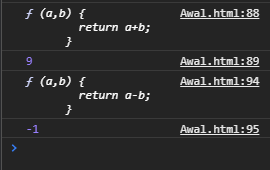 ƒ (a,b) { Awal.html:88
return a+b;
}
9 Awal.html:89
ƒ (a,b) { Awal.html:94
return a-b;
}
-1 Awal.html:95
>